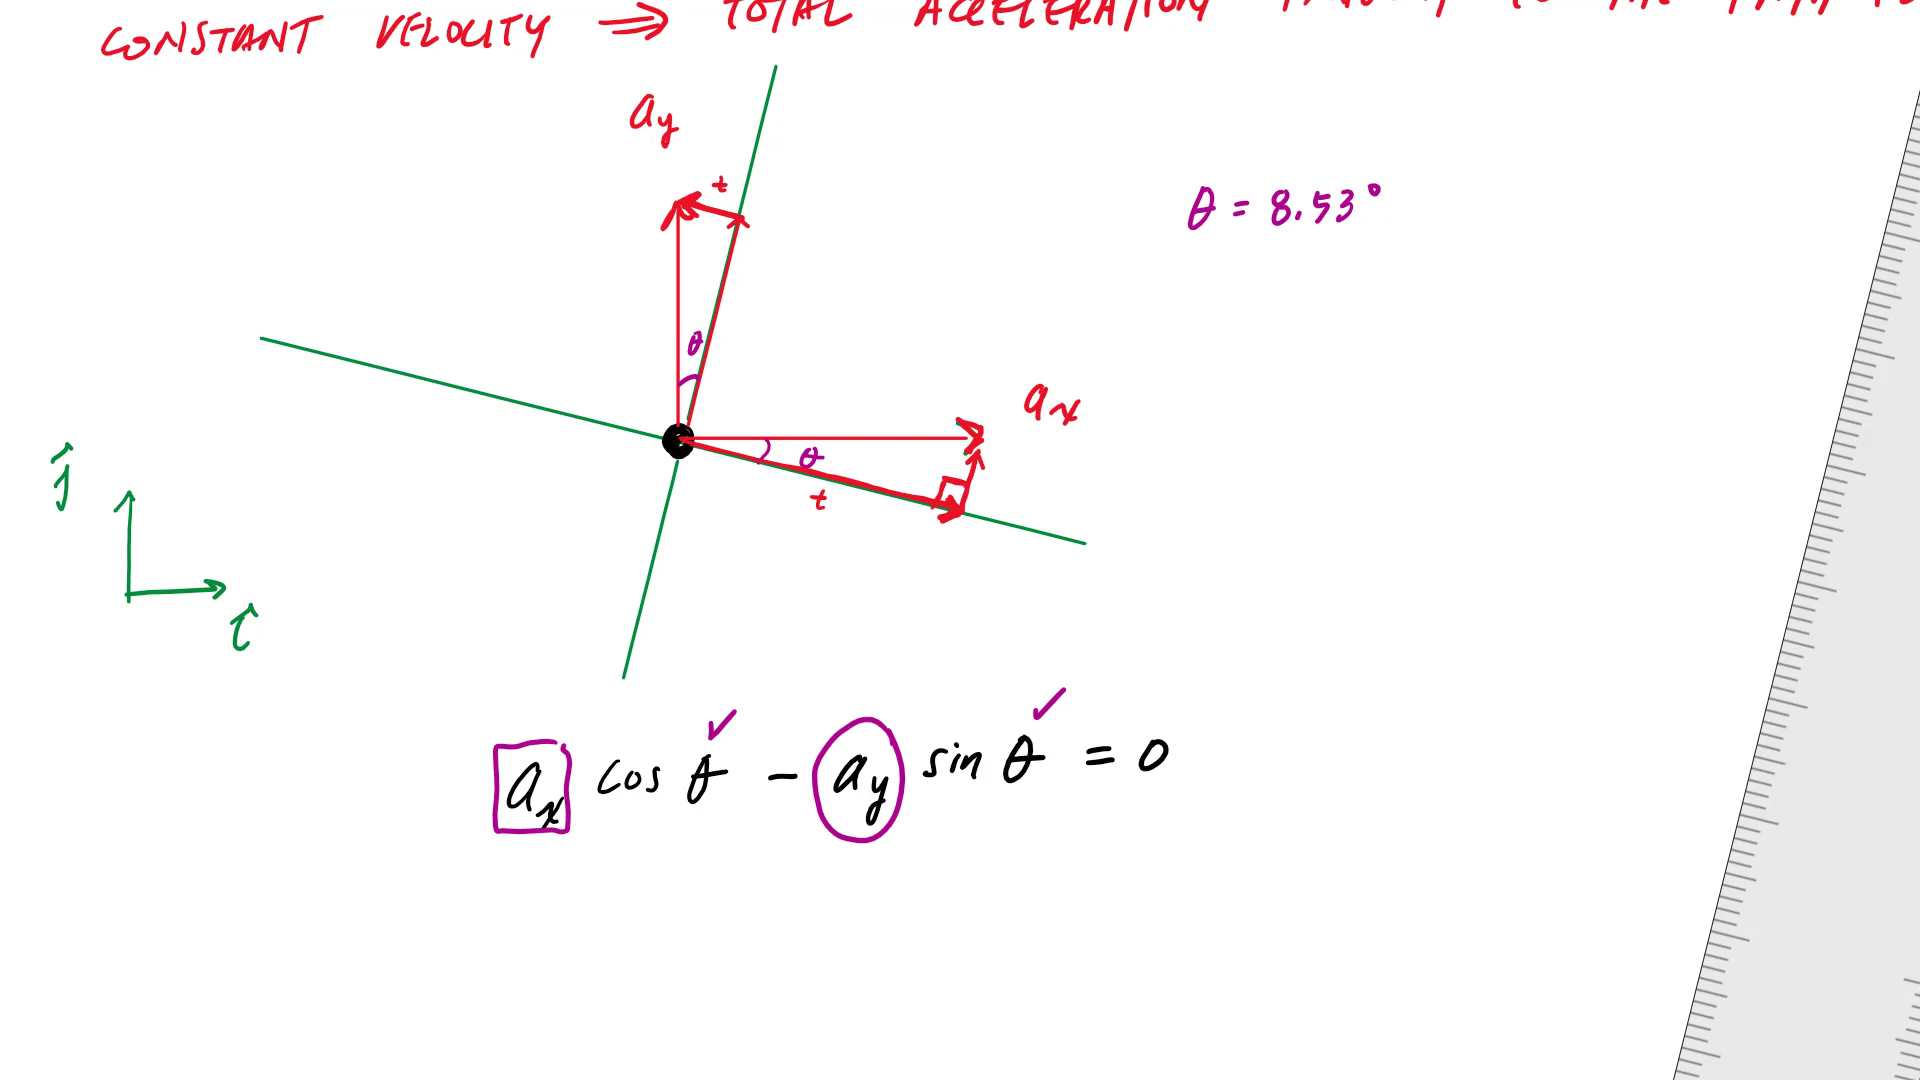 CONSTANT VELOCITY ⇒ TOTAL ACCELERATION
a_y
t
θ = 8.53°
θ
a_x
θ
t
ĵ
î
a_x cos θ - a_y sin θ = 0